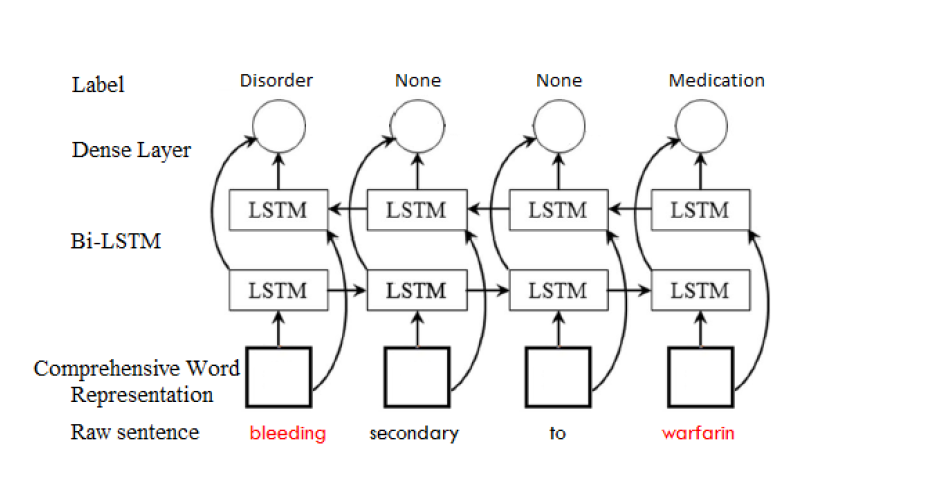 Label Disorder None None Medication
Dense Layer
LSTM LSTM LSTM LSTM
Bi-LSTM
LSTM LSTM LSTM LSTM
Comprehensive Word
Representation
Raw sentence bleeding secondary to warfarin